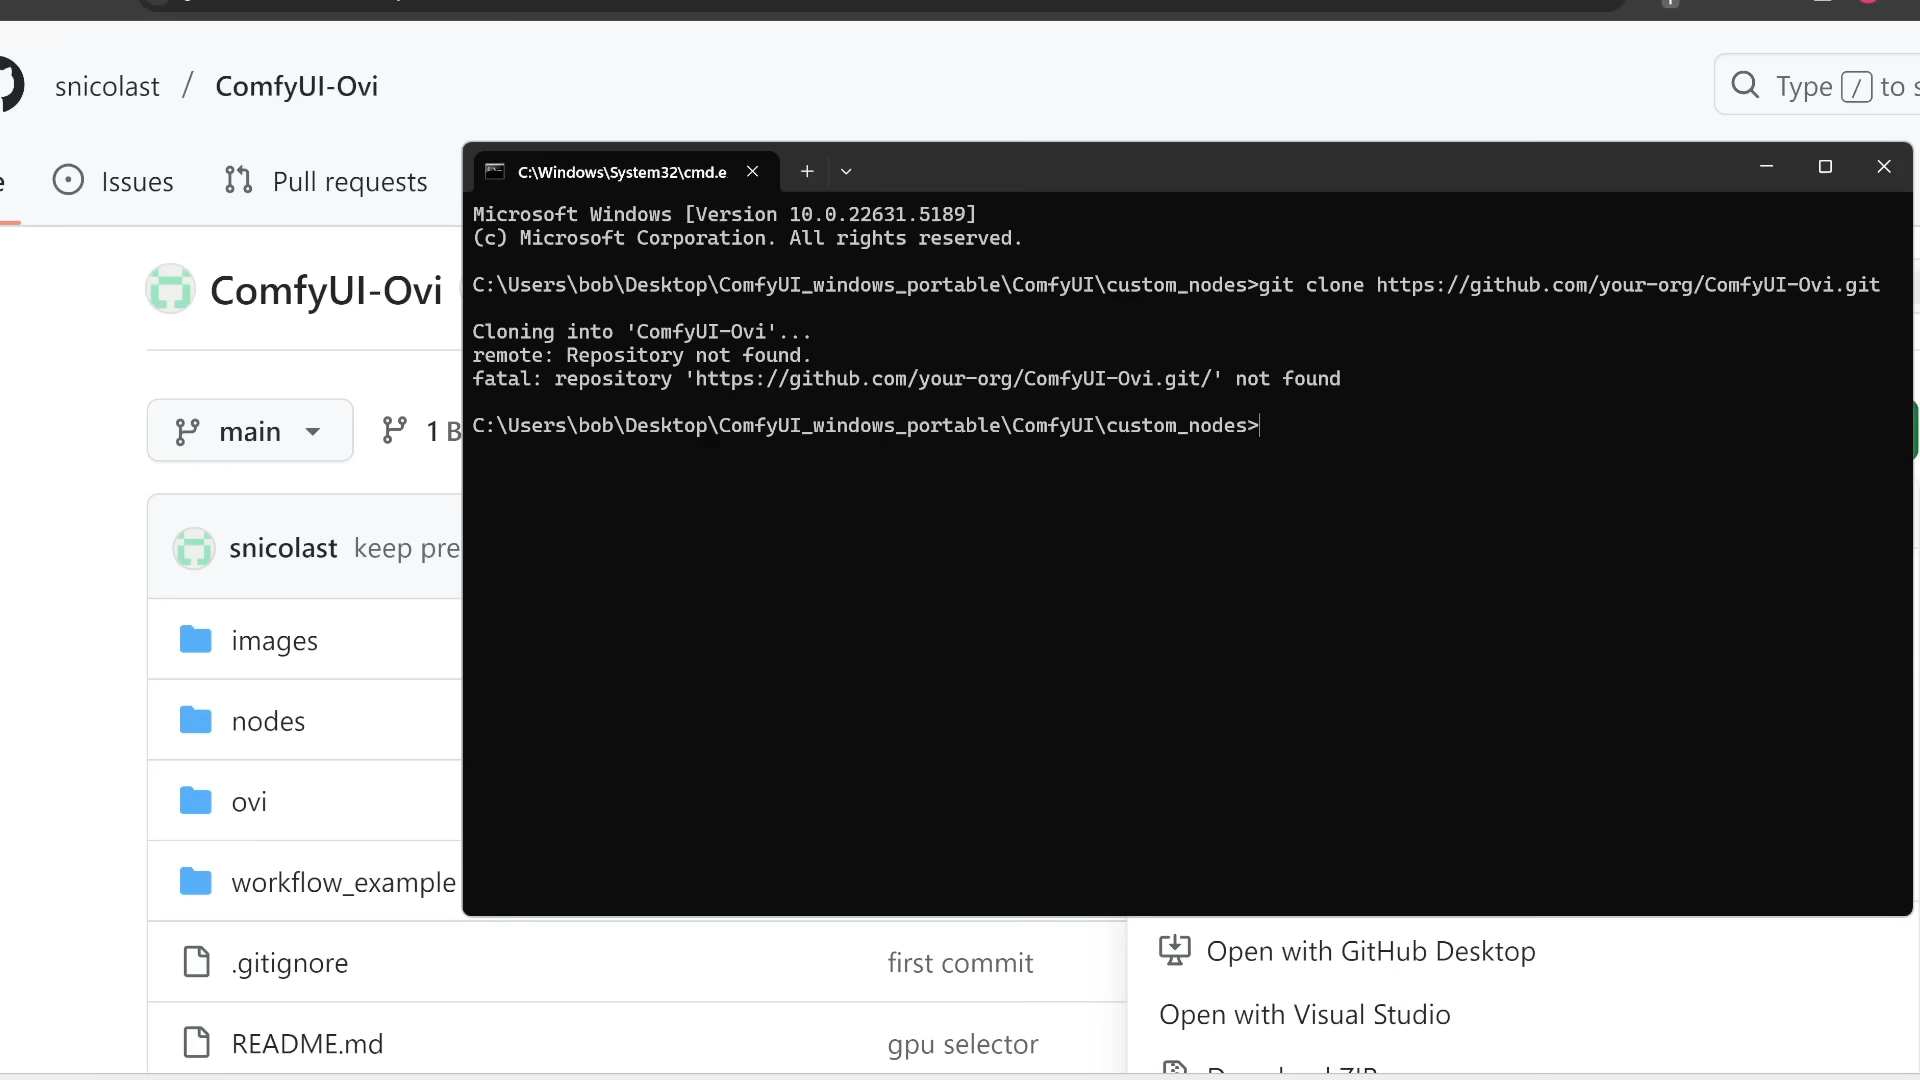 snicolast / ComfyUI-Ovi
Type / to
Issues
Pull requests
C:\Windows\System32\cmd.e
Microsoft Windows [Version 10.0.22631.5189]
(c) Microsoft Corporation. All rights reserved.
C:\Users\bob\Desktop\ComfyUI_windows_portable\ComfyUI\custom_nodes>git clone https://github.com/your-org/ComfyUI-Ovi.git
Cloning into 'ComfyUI-Ovi'...
remote: Repository not found.
fatal: repository 'https://github.com/your-org/ComfyUI-Ovi.git/' not found
C:\Users\bob\Desktop\ComfyUI_windows_portable\ComfyUI\custom_nodes>
ComfyUI-Ovi
main
1 B
snicolast keep pre
images
nodes
ovi
workflow_example
.gitignore first commit
README.md gpu selector
Open with GitHub Desktop
Open with Visual Studio
Download ZIP